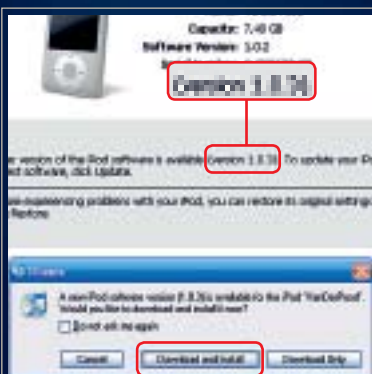 Capacity: 7.48 GB
Software Version: 1.0.2
(version 1.0.3)
version of the iPod software is available (version 1.0.3). To update your iPod
software, click Update.
experiencing problems with your iPod, you can restore its original settings
Restore.
iTunes
A new iPod software version (1.0.3) is available for the iPod
Would you like to download and install it now?
Do not ask me again
Cancel
Download and Install
Download Only